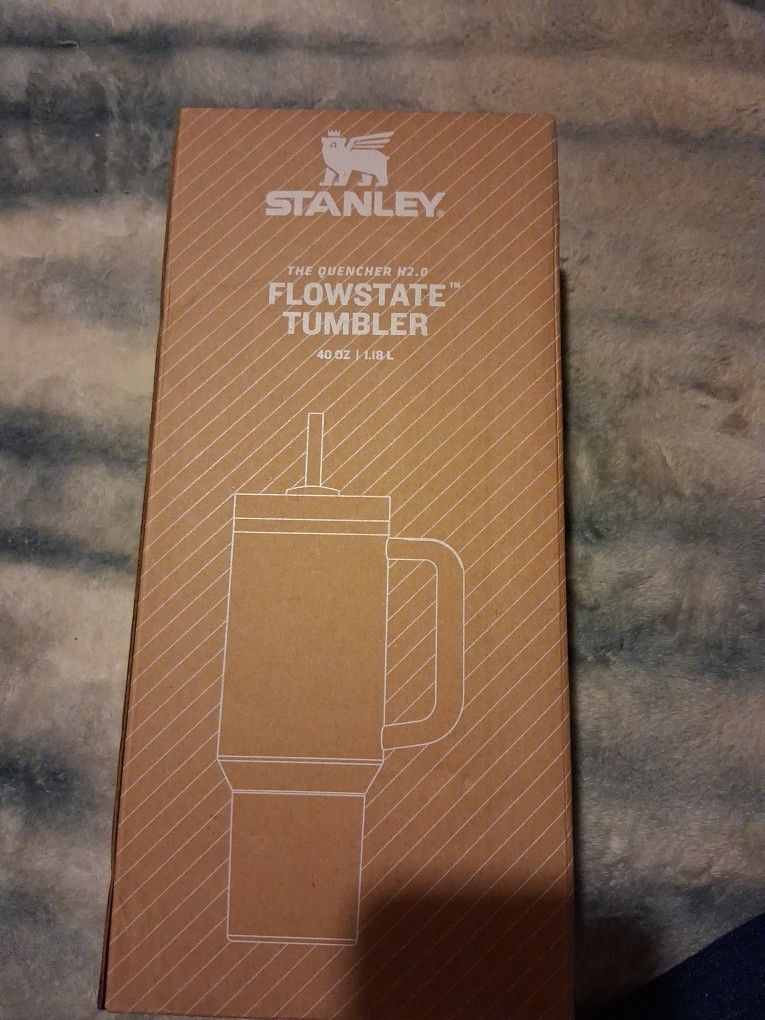 STANLEY®
THE QUENCHER H2.0
FLOWSTATE™
TUMBLER
40 OZ | 1.18 L